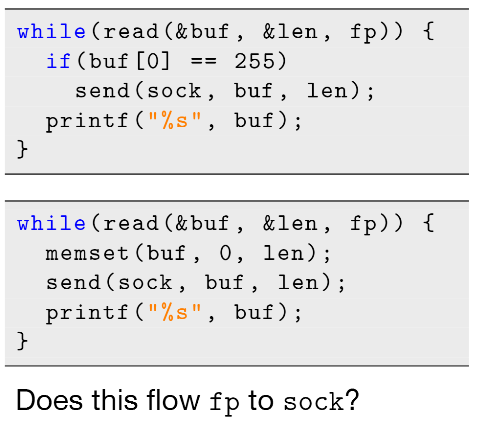 while(read(&buf, &len, fp)) {
  if(buf[0] == 255)
    send(sock, buf, len);
  printf("%s", buf);
}
while(read(&buf, &len, fp)) {
  memset(buf, 0, len);
  send(sock, buf, len);
  printf("%s", buf);
}
Does this flow fp to sock?